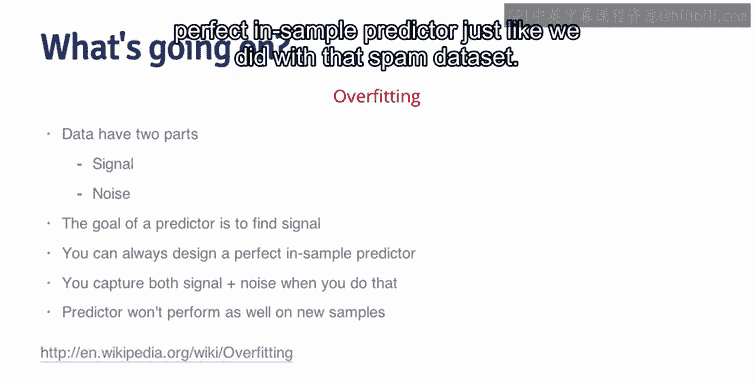 perfect in-sample predictor just like we
did with that spam dataset.
What's going on?
Overfitting
· Data have two parts
- Signal
- Noise
· The goal of a predictor is to find signal
· You can always design a perfect in-sample predictor
· You capture both signal + noise when you do that
· Predictor won't perform as well on new samples
http://en.wikipedia.org/wiki/Overfitting